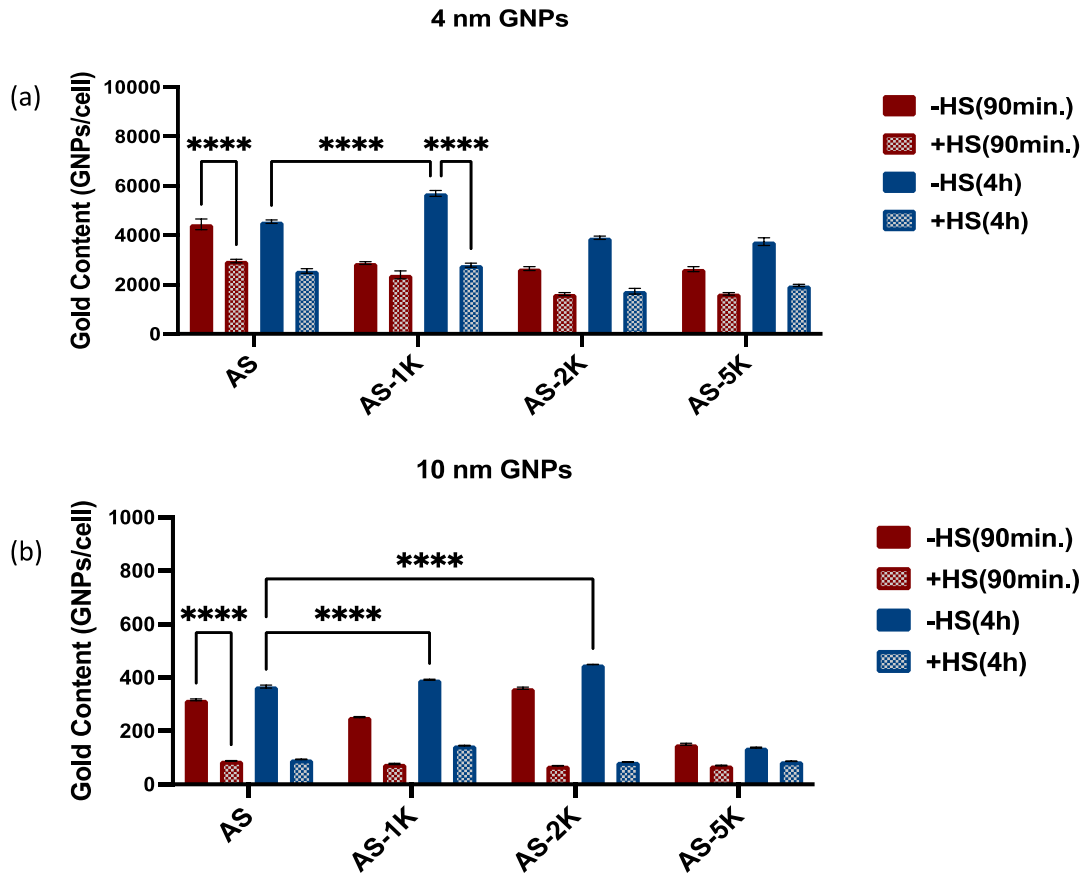 4 nm GNPs
(a)
Gold Content (GNPs/cell)
10000
8000
6000
4000
2000
0
**** **** ****
AS AS-1K AS-2K AS-5K
-HS(90min.)
+HS(90min.)
-HS(4h)
+HS(4h)
10 nm GNPs
(b)
Gold Content (GNPs/cell)
1000
800
600
400
200
0
****
**** ****
AS AS-1K AS-2K AS-5K
-HS(90min.)
+HS(90min.)
-HS(4h)
+HS(4h)